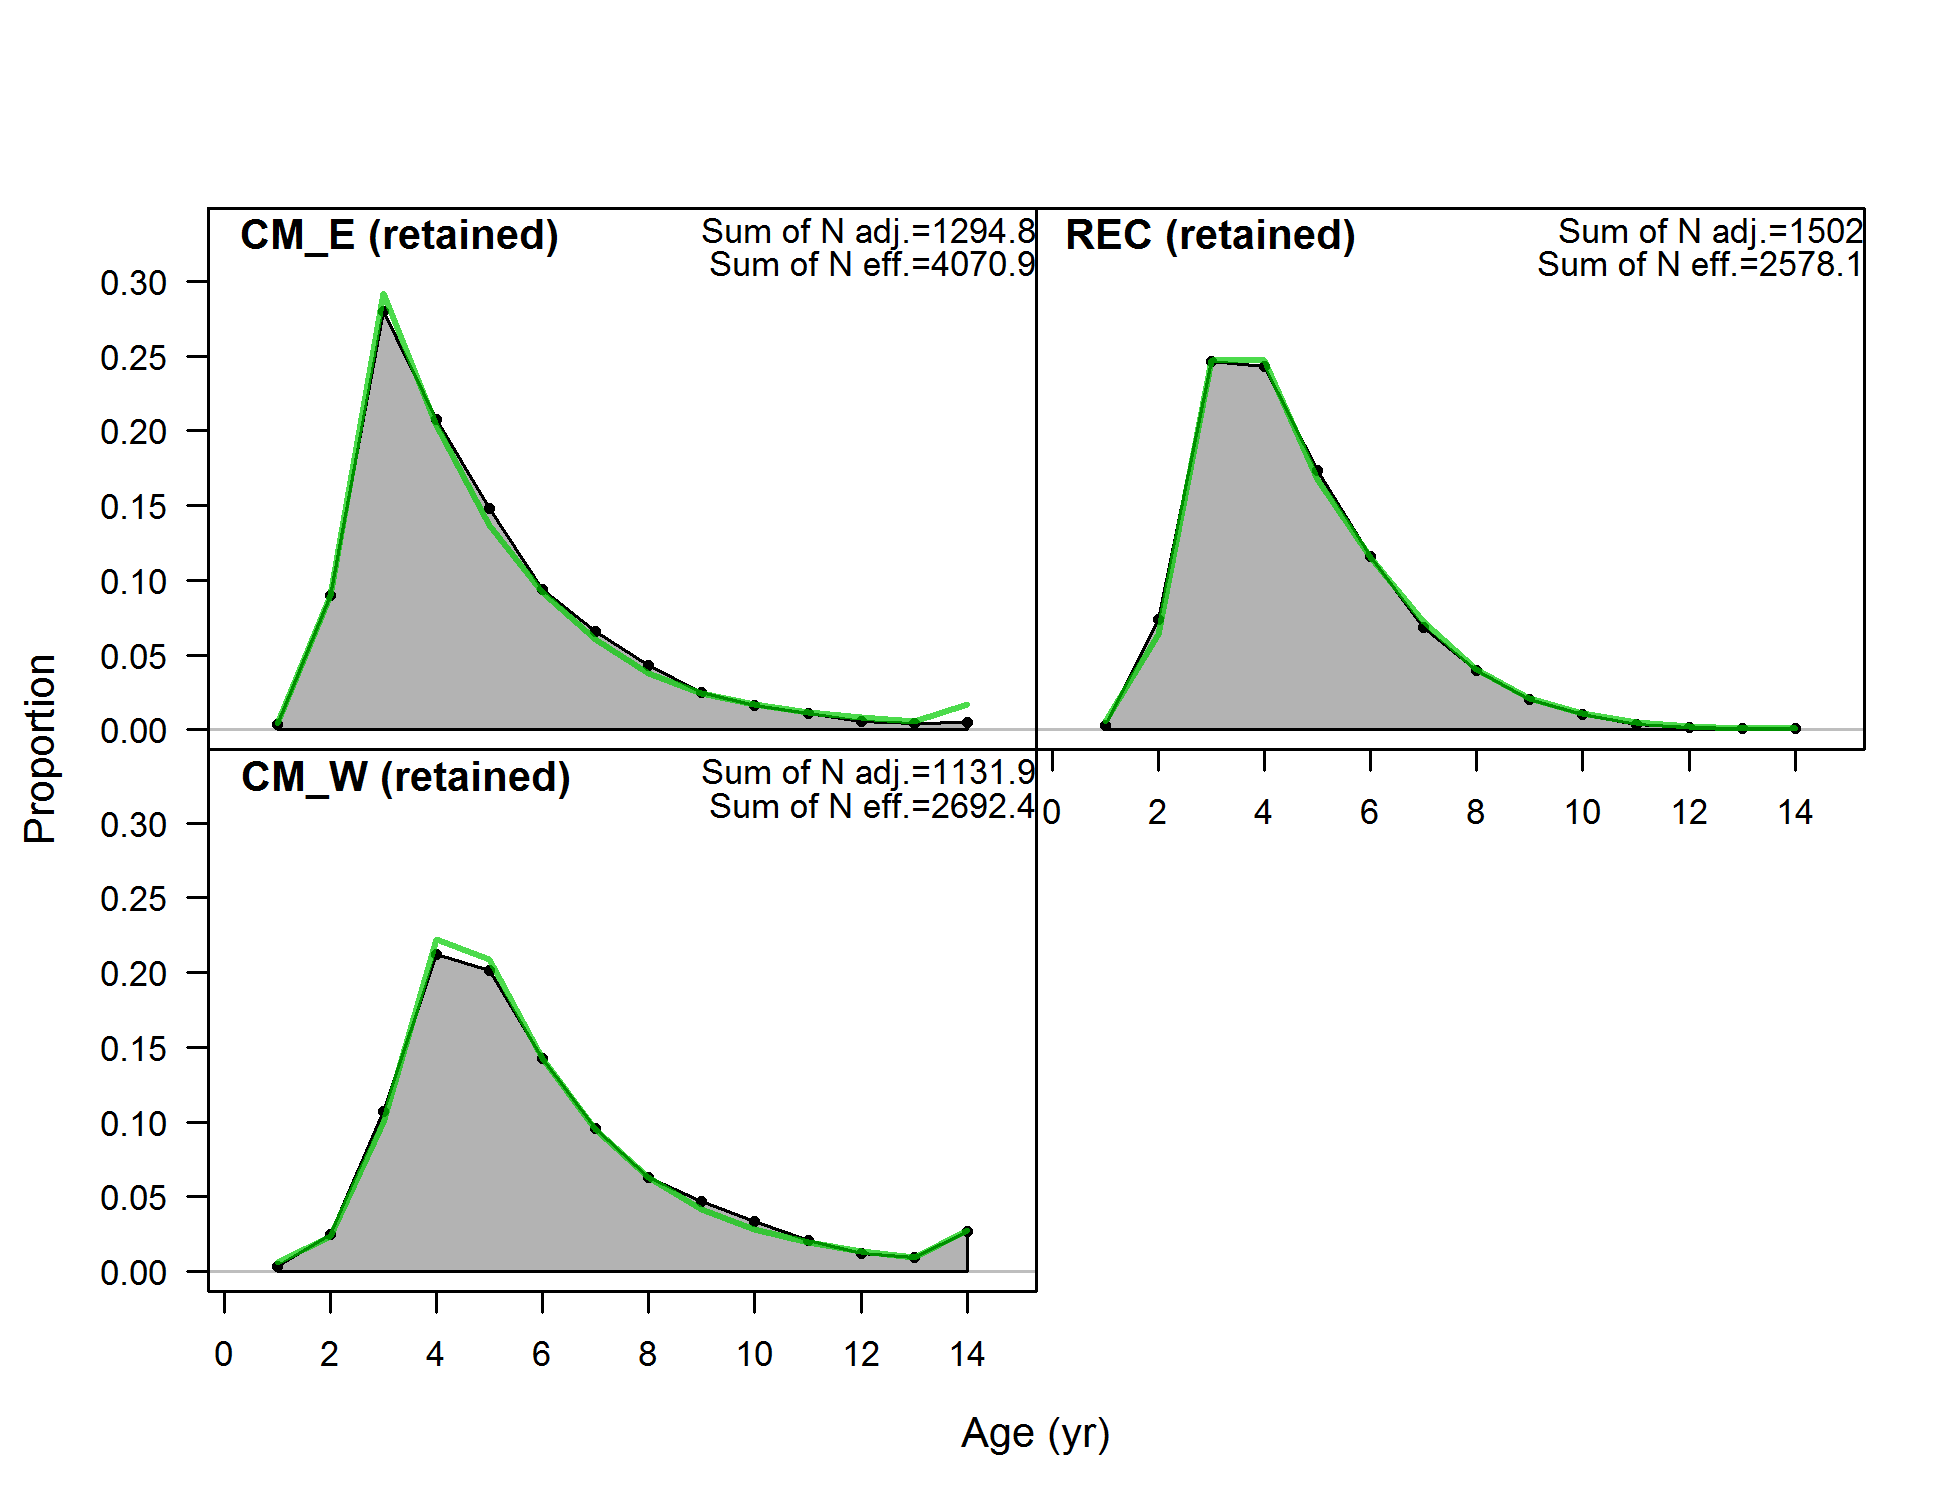 CM_E (retained)
Sum of N adj.=1294.8
Sum of N eff.=4070.9
0.30
0.25
0.20
0.15
0.10
0.05
0.00
REC (retained)
Sum of N adj.=1502
Sum of N eff.=2578.1
0 2 4 6 8 10 12 14
CM_W (retained)
Sum of N adj.=1131.9
Sum of N eff.=2692.4
0.30
0.25
0.20
0.15
0.10
0.05
0.00
0 2 4 6 8 10 12 14
Proportion
Age (yr)